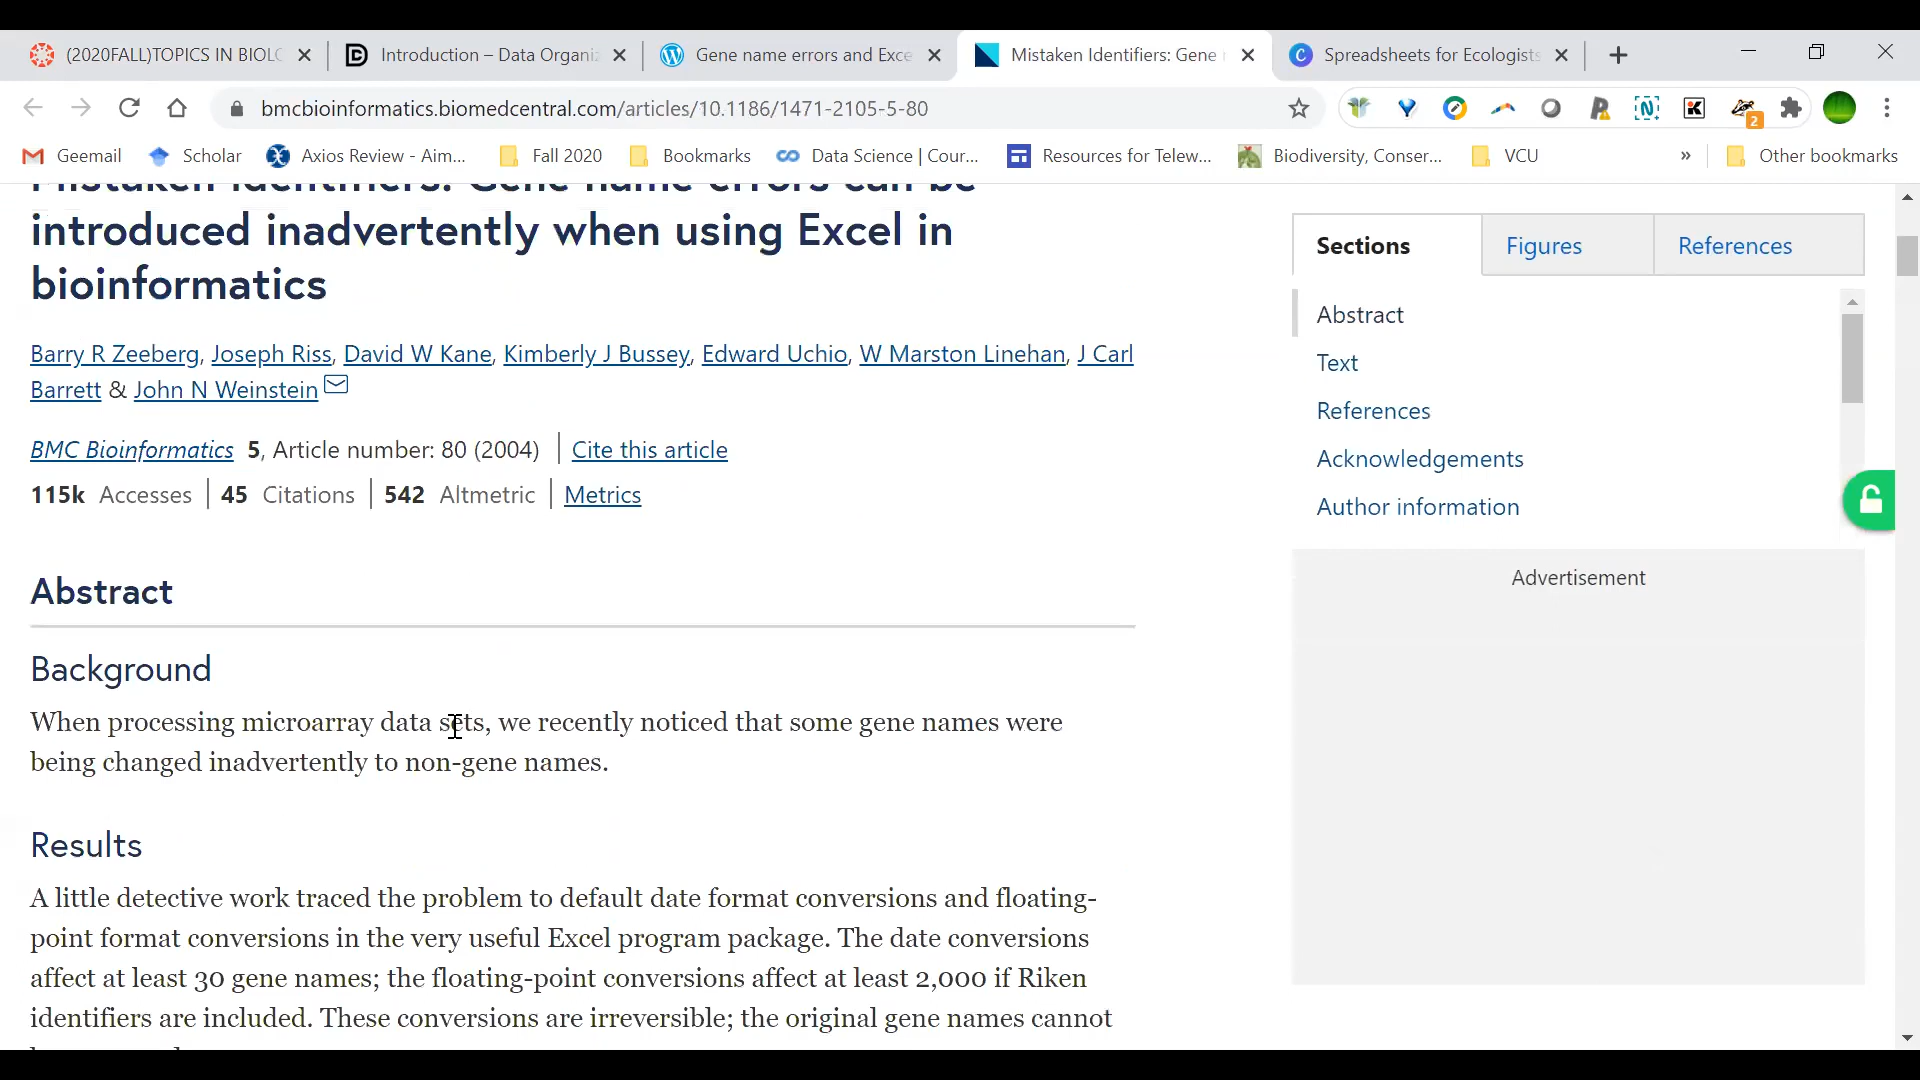 (2020FALL)TOPICS IN BIOLC
Introduction – Data Organiz
Gene name errors and Exce
Mistaken Identifiers: Gene
Spreadsheets for Ecologists
bmcbioinformatics.biomedcentral.com/articles/10.1186/1471-2105-5-80
2
Geemail
Scholar
Axios Review - Aim...
Fall 2020
Bookmarks
Data Science | Cour...
Resources for Telew...
Biodiversity, Conser...
VCU
»
Other bookmarks
Mistaken Identifiers: Gene name errors can be
introduced inadvertently when using Excel in
bioinformatics
Barry R Zeeberg, Joseph Riss, David W Kane, Kimberly J Bussey, Edward Uchio, W Marston Linehan, J Carl
Barrett & John N Weinstein
BMC Bioinformatics 5, Article number: 80 (2004) | Cite this article
115k Accesses | 45 Citations | 542 Altmetric | Metrics
Abstract
Background
When processing microarray data sets, we recently noticed that some gene names were
being changed inadvertently to non-gene names.
Results
A little detective work traced the problem to default date format conversions and floating-
point format conversions in the very useful Excel program package. The date conversions
affect at least 30 gene names; the floating-point conversions affect at least 2,000 if Riken
identifiers are included. These conversions are irreversible; the original gene names cannot
Sections
Figures
References
Abstract
Text
References
Acknowledgements
Author information
Advertisement